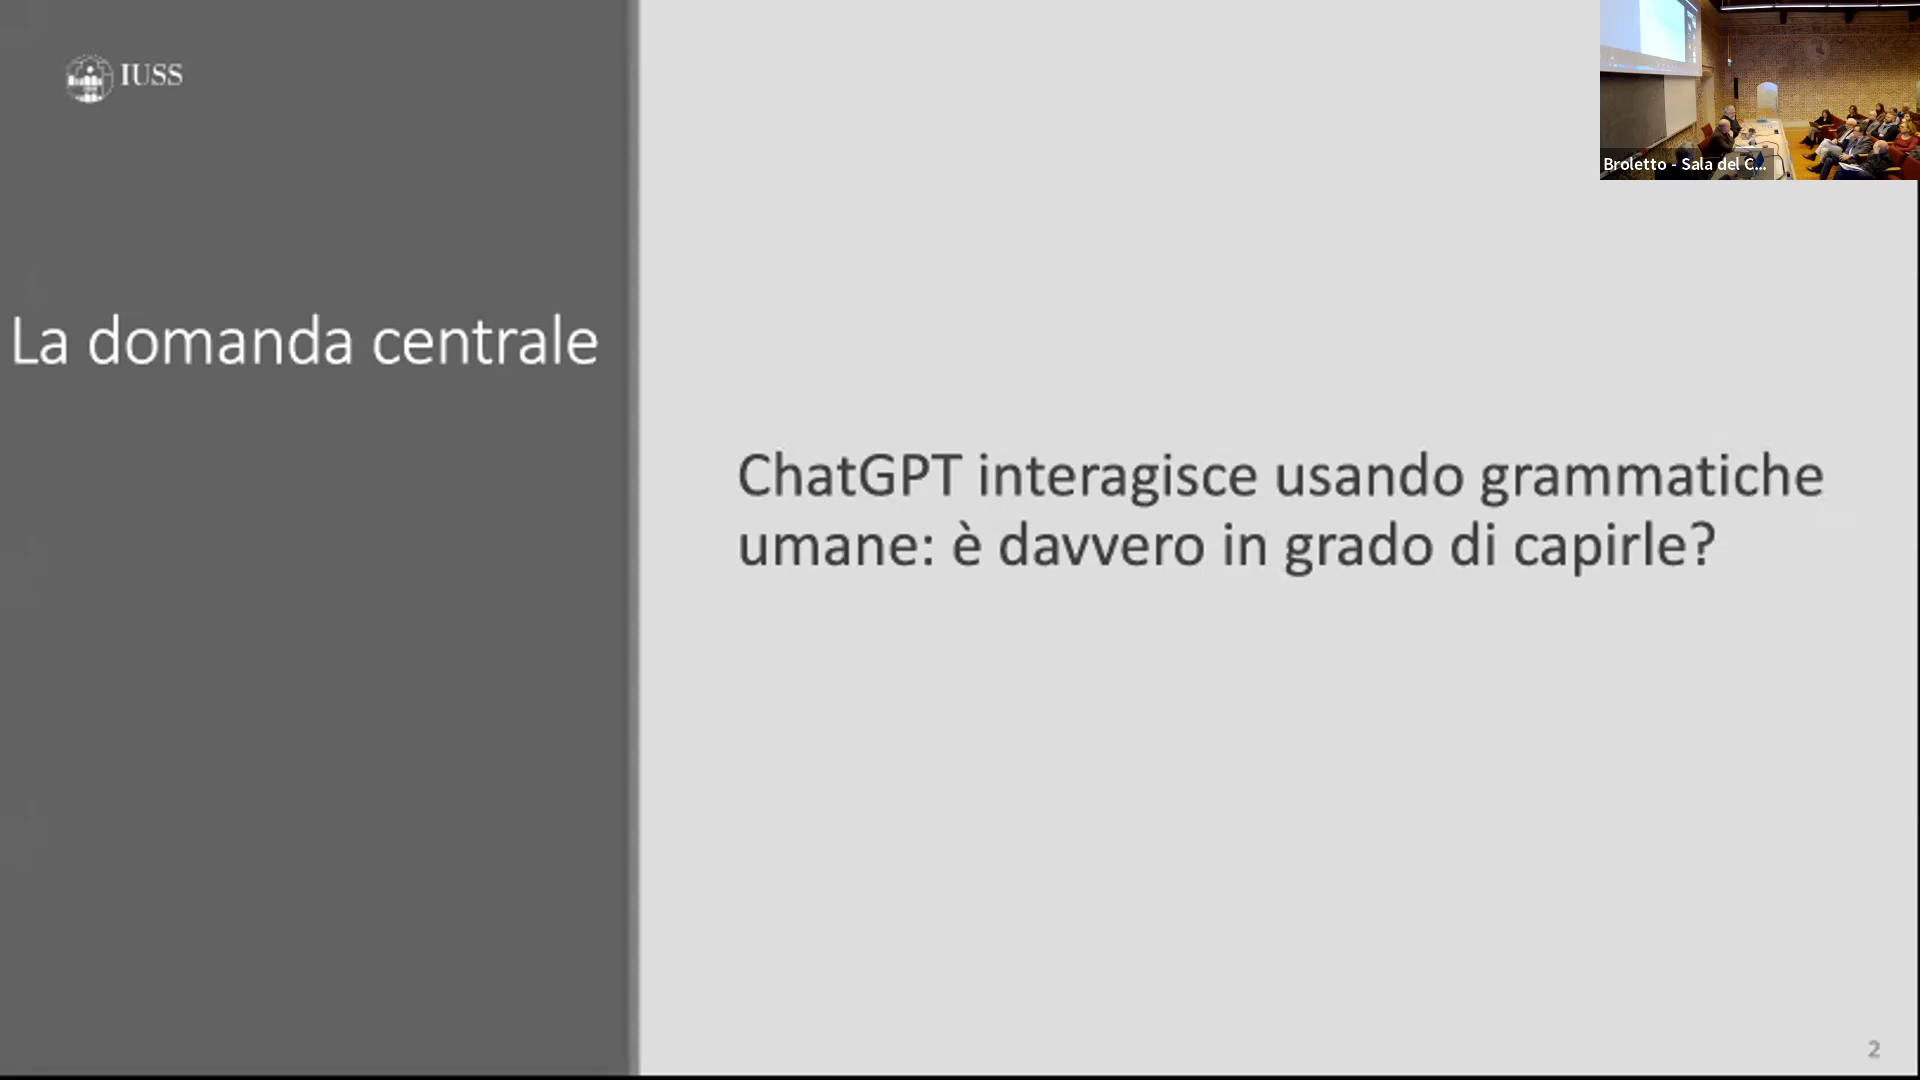 IUSS
Broletto - Sala del C...
La domanda centrale
ChatGPT interagisce usando grammatiche
umane: è davvero in grado di capirle?
2